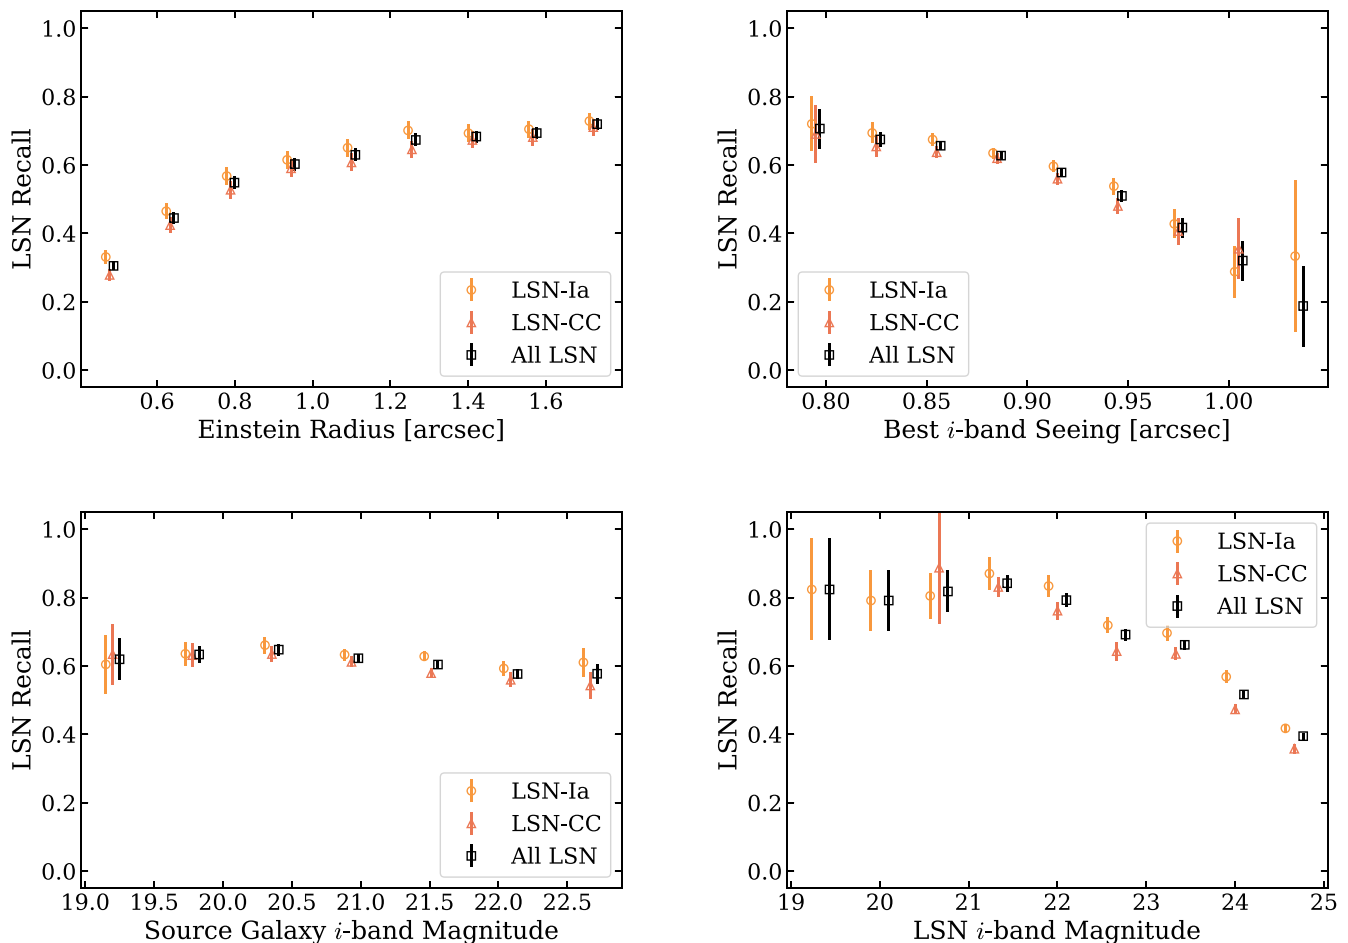 1.0
0.8
0.6
0.4
0.2
0.0
LSN Recall
LSN-Ia
LSN-CC
All LSN
0.6 0.8 1.0 1.2 1.4 1.6
Einstein Radius [arcsec]
1.0
0.8
0.6
0.4
0.2
0.0
LSN Recall
LSN-Ia
LSN-CC
All LSN
0.80 0.85 0.90 0.95 1.00
Best i-band Seeing [arcsec]
1.0
0.8
0.6
0.4
0.2
0.0
LSN Recall
LSN-Ia
LSN-CC
All LSN
19.0 19.5 20.0 20.5 21.0 21.5 22.0 22.5
Source Galaxy i-band Magnitude
1.0
0.8
0.6
0.4
0.2
0.0
LSN Recall
LSN-Ia
LSN-CC
All LSN
19 20 21 22 23 24 25
LSN i-band Magnitude